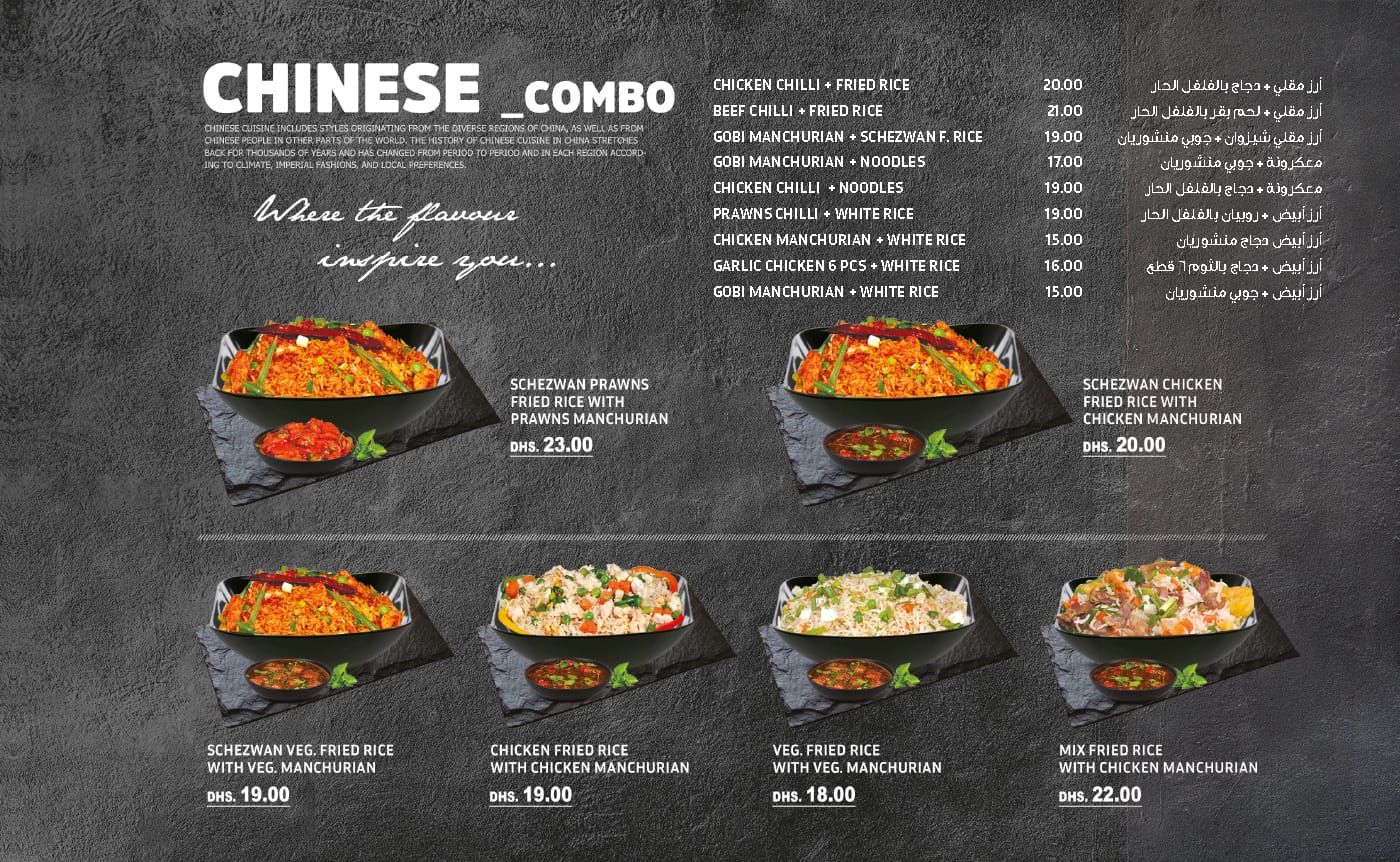 CHINESE _COMBO
CHINESE CUISINE INCLUDES STYLES ORIGINATING FROM THE DIVERSE REGIONS OF CHINA, AS WELL AS FROM
CHINESE PEOPLE IN OTHER PARTS OF THE WORLD. THE HISTORY OF CHINESE CUISINE IN CHINA STRETCHES
BACK FOR THOUSANDS OF YEARS AND HAS CHANGED FROM PERIOD TO PERIOD AND IN EACH REGION ACCORD-
ING TO CLIMATE, IMPERIAL FASHIONS, AND LOCAL PREFERENCES.
Where the flavour
inspire you...
CHICKEN CHILLI + FRIED RICE 20.00 أرز مقلي + دجاج بالفلفل الحار
BEEF CHILLI + FRIED RICE 21.00 أرز مقلي + لحم بقر بالفلفل الحار
GOBI MANCHURIAN + SCHEZWAN F. RICE 19.00 أرز مقلي شيزوان + جوبي منشوريان
GOBI MANCHURIAN + NOODLES 17.00 معكرونة + جوبي منشوريان
CHICKEN CHILLI + NOODLES 19.00 معكرونة + دجاج بالفلفل الحار
PRAWNS CHILLI + WHITE RICE 19.00 أرز أبيض + روبيان بالفلفل الحار
CHICKEN MANCHURIAN + WHITE RICE 15.00 أرز أبيض دجاج منشوريان
GARLIC CHICKEN 6 PCS + WHITE RICE 16.00 أرز أبيض + دجاج بالثوم ٦ قطع
GOBI MANCHURIAN + WHITE RICE 15.00 أرز أبيض + جوبي منشوريان
SCHEZWAN PRAWNS
FRIED RICE WITH
PRAWNS MANCHURIAN
DHS. 23.00
SCHEZWAN CHICKEN
FRIED RICE WITH
CHICKEN MANCHURIAN
DHS. 20.00
SCHEZWAN VEG. FRIED RICE
WITH VEG. MANCHURIAN
DHS. 19.00
CHICKEN FRIED RICE
WITH CHICKEN MANCHURIAN
DHS. 19.00
VEG. FRIED RICE
WITH VEG. MANCHURIAN
DHS. 18.00
MIX FRIED RICE
WITH CHICKEN MANCHURIAN
DHS. 22.00